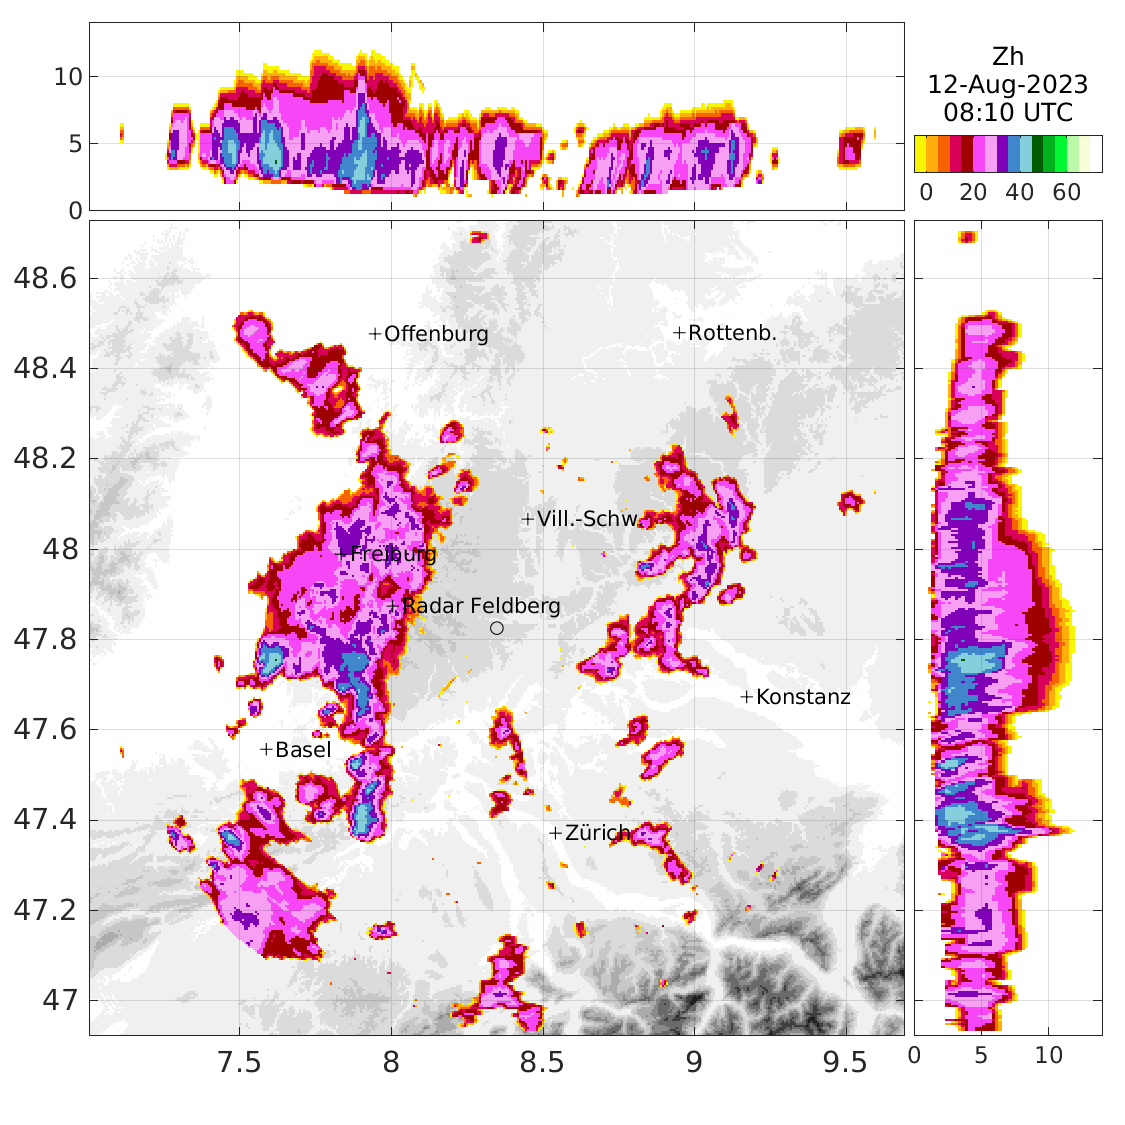 Zh
12-Aug-2023
08:10 UTC
0 20 40 60
10
5
0
48.6
48.4
48.2
48
47.8
47.6
47.4
47.2
47
+Offenburg
+Rottenb.
+Vill.-Schw.
+Freiburg
+Radar Feldberg
+Konstanz
+Basel
+Zürich
7.5 8 8.5 9 9.5
0 5 10